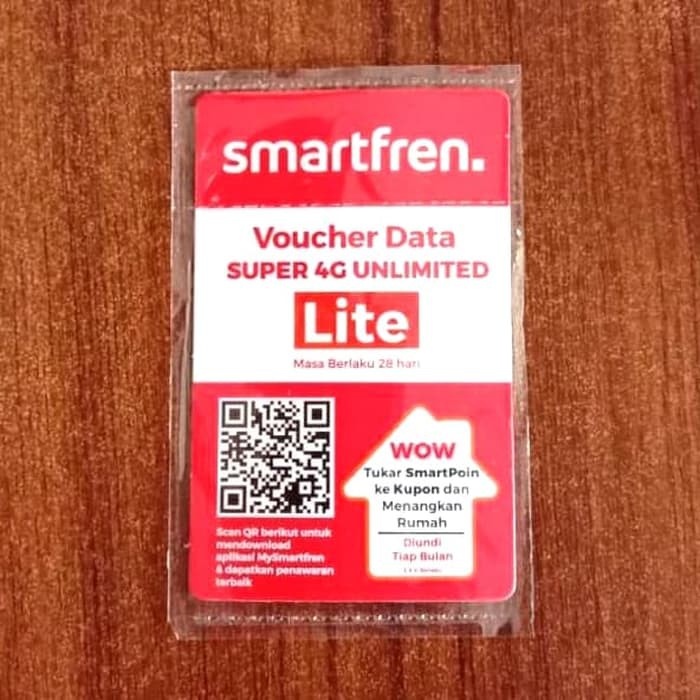 smartfren.
Voucher Data
SUPER 4G UNLIMITED
Lite
Masa Berlaku 28 hari
WOW
Tukar SmartPoin
ke Kupon dan
Menangkan
Rumah
Diundi
Tiap Bulan
Scan QR berikut untuk
mendownload
aplikasi MySmartfren
& dapatkan penawaran
terbaik